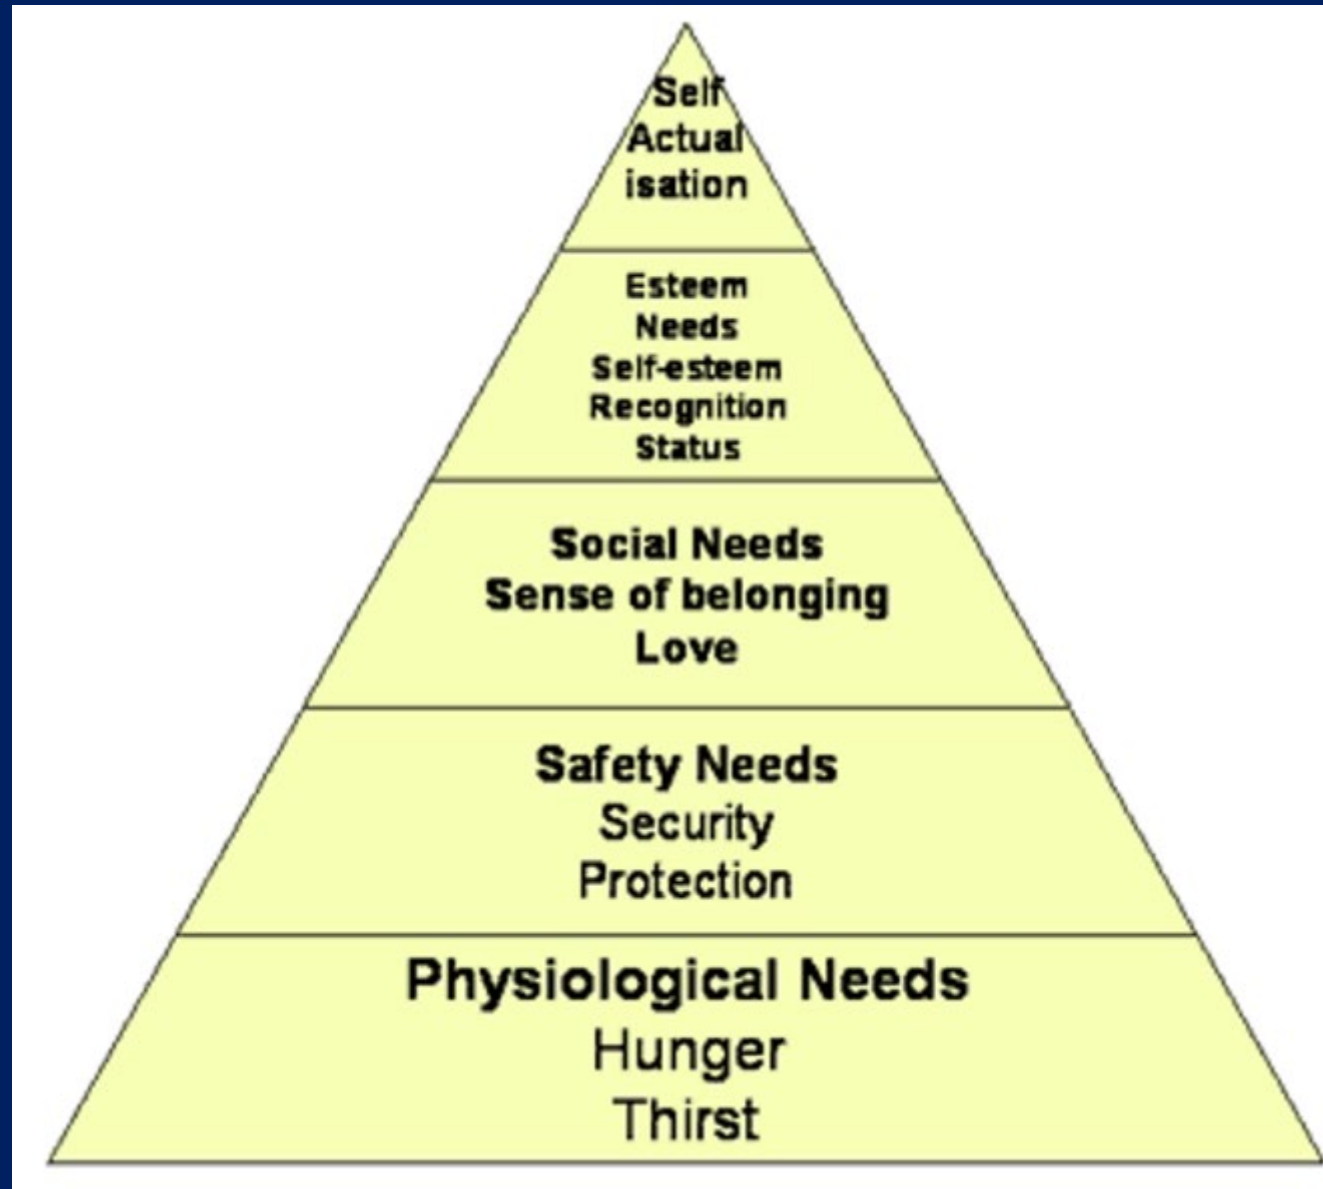 Self
Actual
isation
Esteem
Needs
Self-esteem
Recognition
Status
Social Needs
Sense of belonging
Love
Safety Needs
Security
Protection
Physiological Needs
Hunger
Thirst